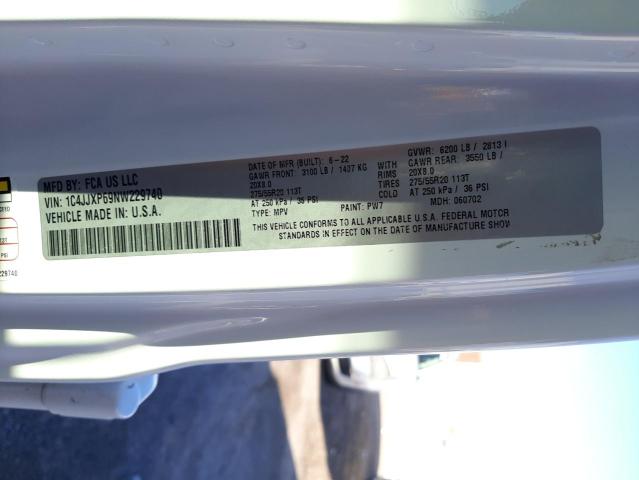 MFD BY: FCA US LLC
VIN: 1C4JJXP69NW229740
VEHICLE MADE IN: U.S.A.
DATE OF MFR (BUILT): 6-22
GAWR FRONT: 3100 LB / 1407 KG
20X8.0
275/55R20 113T
AT 250 kPa / 36 PSI
TYPE: MPV
WITH
RIMS
TIRES
COLD
GVWR: 6200 LB / 2813
GAWR REAR: 3550 LB /
20X8.0
275/55R20 113T
AT 250 kPa / 36 PSI
PAINT: PW7
MDH: 060702
THIS VEHICLE CONFORMS TO ALL APPLICABLE U.S.A. FEDERAL MOTOR
STANDARDS IN EFFECT ON THE DATE OF MANUFACTURE SHOW
13T
PSI
229740